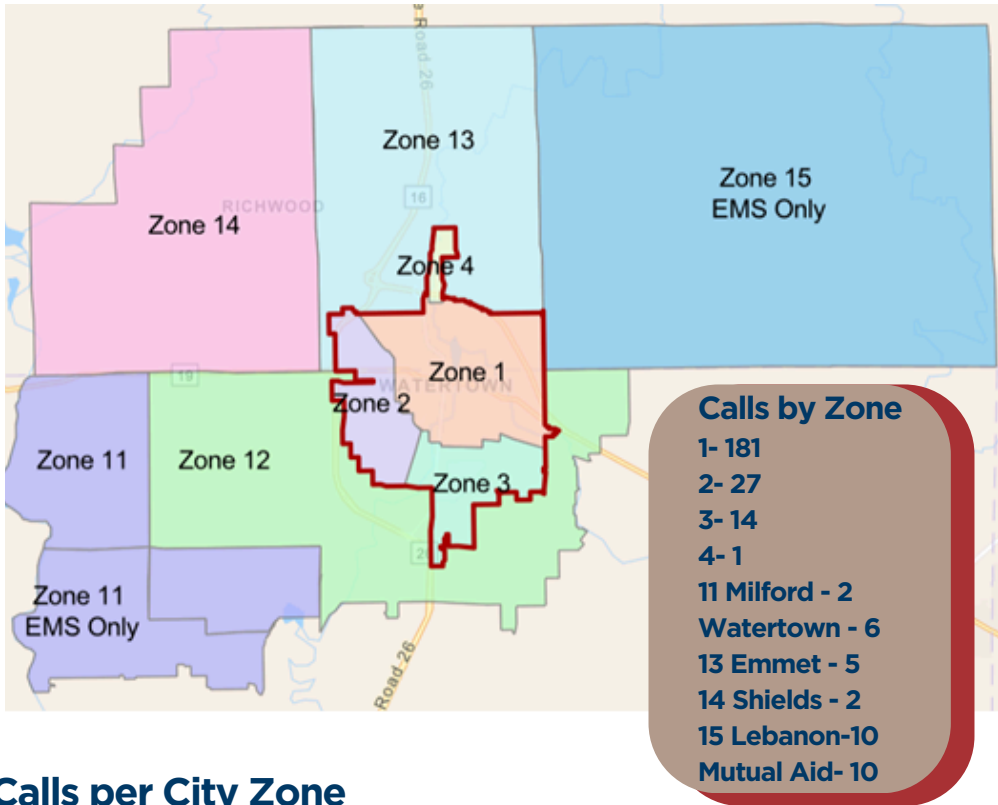 Road 26
Zone 13
Zone 15
EMS Only
16
RICHWOOD
Zone 14
Zone 4
19
Zone 1
WATERTOWN
Zone 2
Zone 11
Zone 12
Zone 3
Zone 11
EMS Only
Road 26
Calls by Zone
1- 181
2- 27
3- 14
4- 1
11 Milford - 2
Watertown - 6
13 Emmet - 5
14 Shields - 2
15 Lebanon-10
Mutual Aid- 10
Calls per City Zone